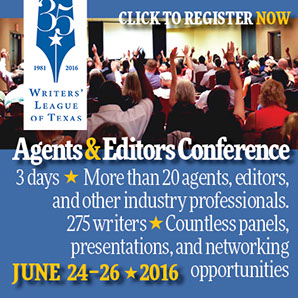 CLICK TO REGISTER NOW
35
1981 2016
WRITERS'
LEAGUE
OF TEXAS
Agents & Editors Conference
3 days ★ More than 20 agents, editors,
and other industry professionals.
275 writers ★ Countless panels,
presentations, and networking
opportunities
JUNE 24–26 ★ 2016